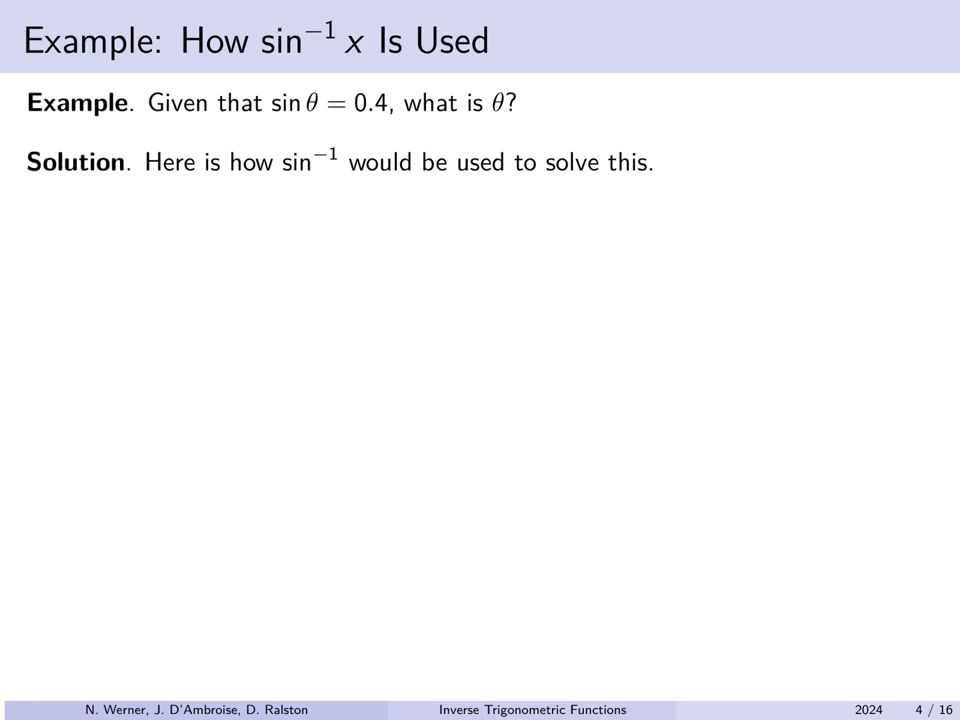 Example: How sin⁻¹ x Is Used
Example. Given that sin θ = 0.4, what is θ?
Solution. Here is how sin⁻¹ would be used to solve this.
N. Werner, J. D'Ambroise, D. Ralston Inverse Trigonometric Functions 2024 4 / 16